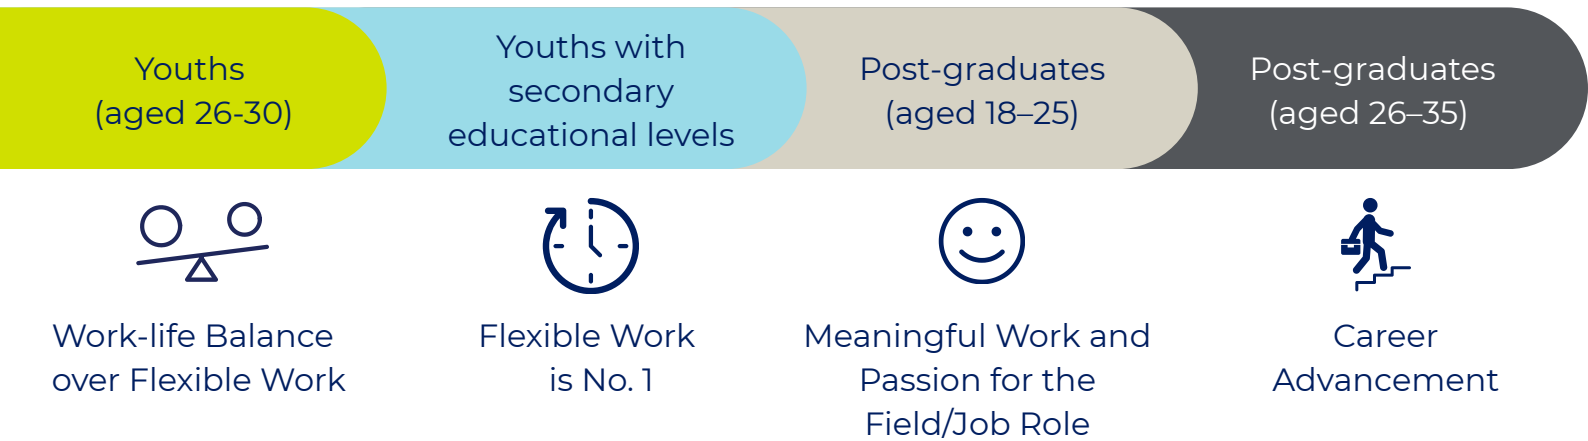 Youths
(aged 26-30)
Youths with
secondary
educational levels
Post-graduates
(aged 18–25)
Post-graduates
(aged 26–35)
Work-life Balance
over Flexible Work
Flexible Work
is No. 1
Meaningful Work and
Passion for the
Field/Job Role
Career
Advancement